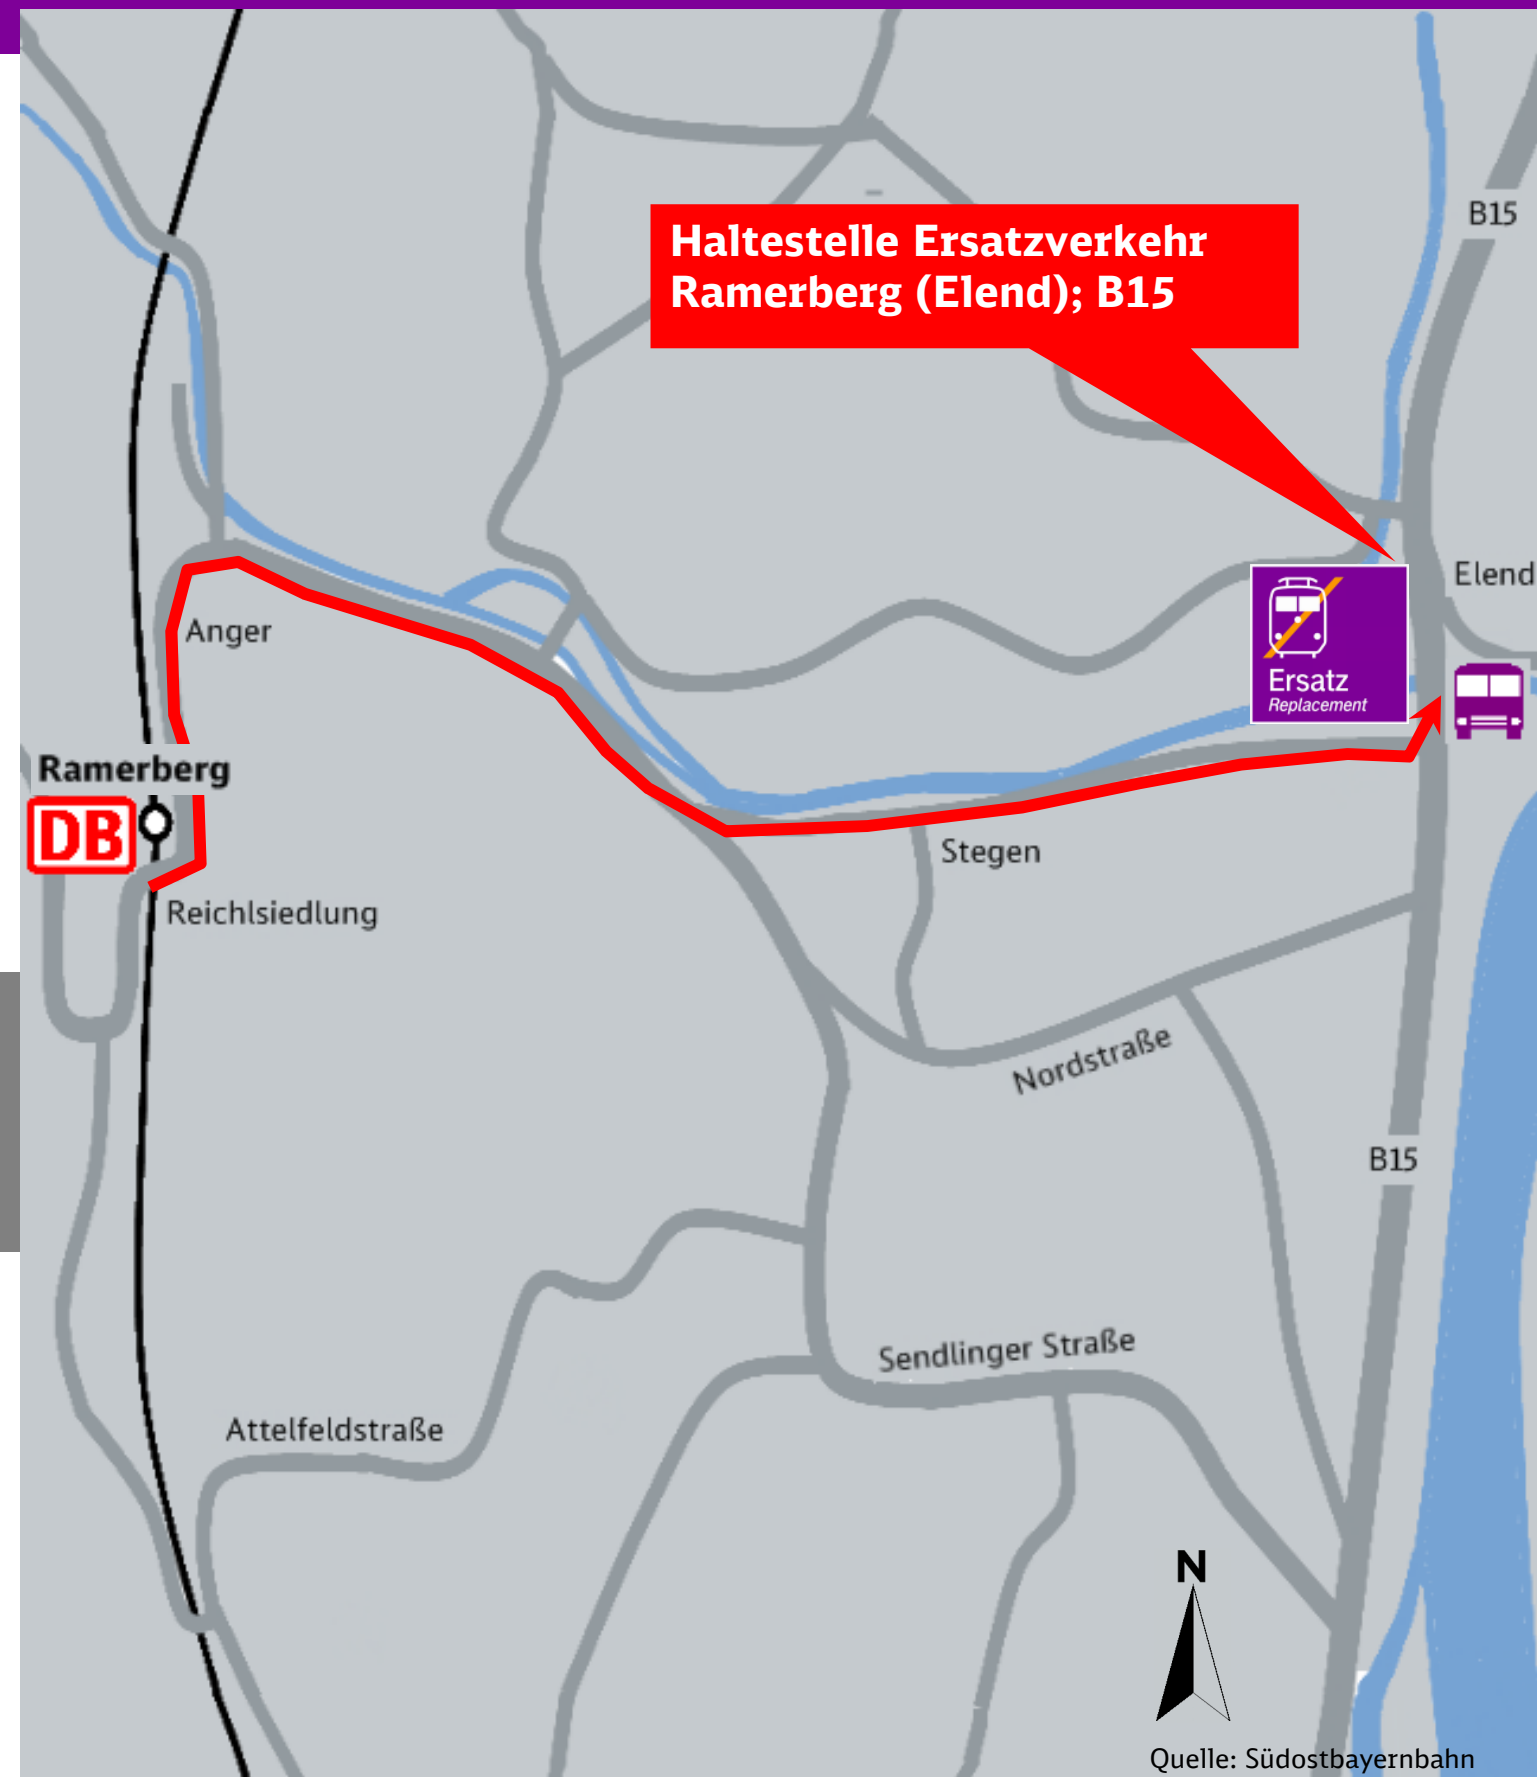 B15
Haltestelle Ersatzverkehr
Ramerberg (Elend); B15
Elend
Anger
Ersatz
Replacement
Ramerberg
DB
Stegen
Reichlsiedlung
Nordstraße
B15
Sendlinger Straße
Attelfeldstraße
N
Quelle: Südostbayernbahn